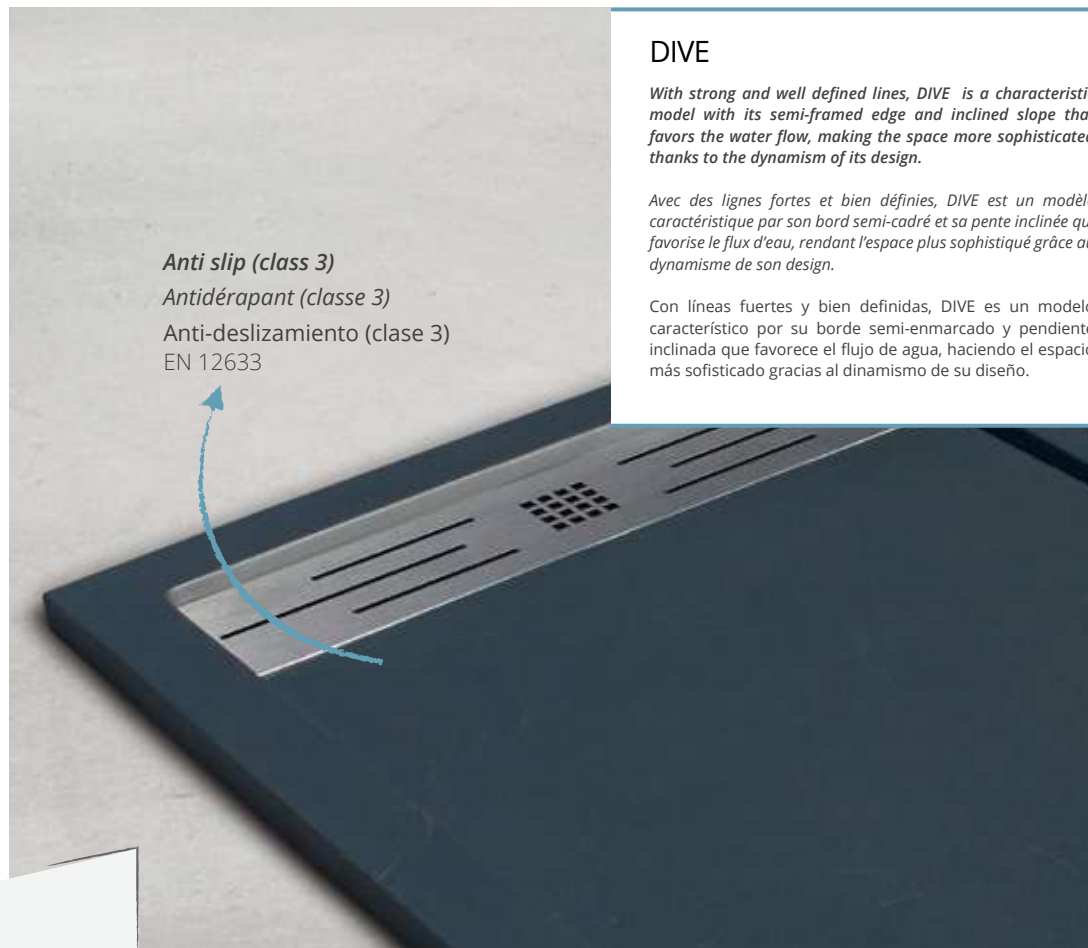 DIVE
With strong and well defined lines, DIVE is a characteristi
model with its semi-framed edge and inclined slope tha
favors the water flow, making the space more sophisticated
thanks to the dynamism of its design.
Avec des lignes fortes et bien définies, DIVE est un modèl
caractéristique par son bord semi-cadré et sa pente inclinée qu
favorise le flux d'eau, rendant l'espace plus sophistiqué grâce au
dynamisme de son design.
Con líneas fuertes y bien definidas, DIVE es un modelo
característico por su borde semi-enmarcado y pendiente
inclinada que favorece el flujo de agua, haciendo el espacio
más sofisticado gracias al dinamismo de su diseño.
Anti slip (class 3)
Antidérapant (classe 3)
Anti-deslizamiento (clase 3)
EN 12633